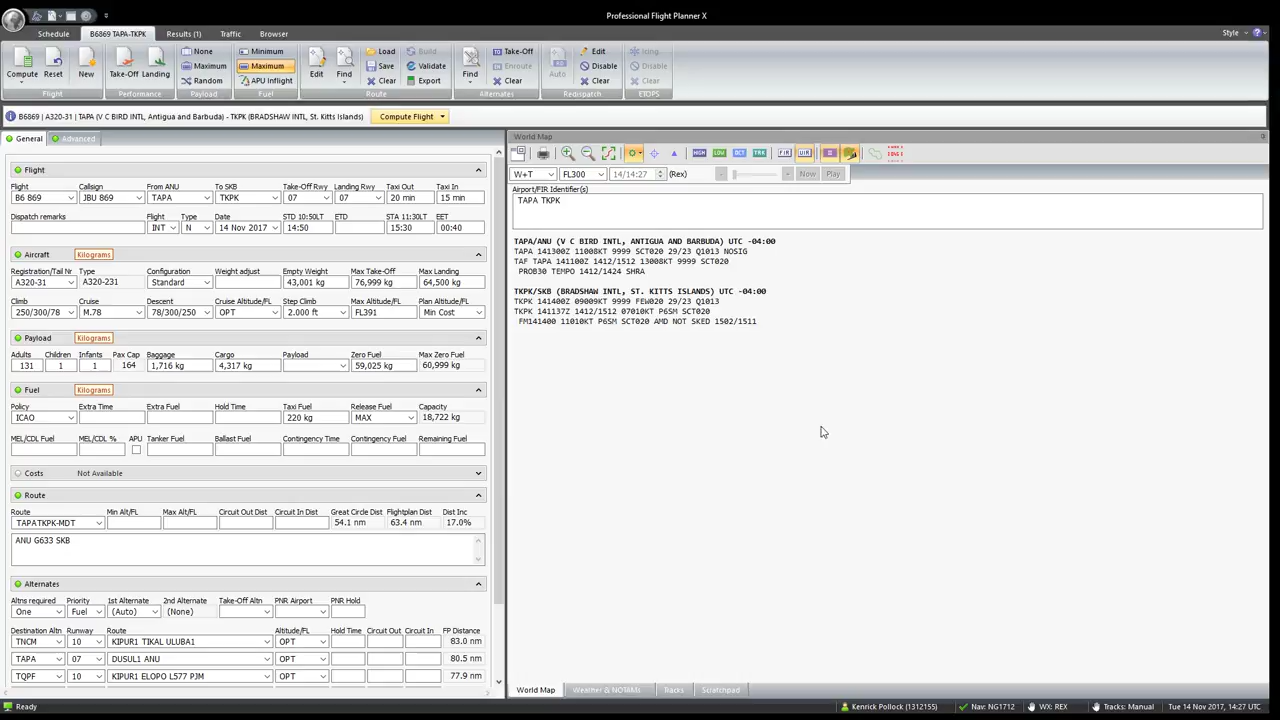 Professional Flight Planner X
Schedule B6869 TAPA-TKPK Results (1) Traffic Browser Style
Compute Reset New Take-Off Landing None Maximum Random Minimum Maximum APU Inflight Edit Find Load Save Clear Build Validate Export Find Take-Off Enroute Clear Auto Edit Disable Clear Icing Disable Clear
Flight Performance Payload Fuel Route Alternates Redispatch ETOPS
B6869 | A320-31 | TAPA (V C BIRD INTL, Antigua and Barbuda) - TKPK (BRADSHAW INTL, St. Kitts Islands) Compute Flight
General Advanced
Flight
Flight Callsign From ANU To SKB Take-Off Rwy Landing Rwy Taxi Out Taxi In
B6 869 JBU 869 TAPA TKPK 07 07 20 min 15 min
Dispatch remarks Flight Type Date STD 10:50LT ETD STA 11:30LT EET
INT N 14 Nov 2017 14:50 15:30 00:40
Aircraft Kilograms
Registration/Tail Nr Type Configuration Weight adjust Empty Weight Max Take-Off Max Landing
A320-31 A320-231 Standard 43,001 kg 76,999 kg 64,500 kg
Climb Cruise Descent Cruise Altitude/FL Step Climb Max Altitude/FL Plan Altitude/FL
250/300/78 M.78 78/300/250 OPT 2.000 ft FL391 Min Cost
Payload Kilograms
Adults Children Infants Pax Cap Baggage Cargo Payload Zero Fuel Max Zero Fuel
131 1 1 164 1,716 kg 4,317 kg 59,025 kg 60,999 kg
Fuel Kilograms
Policy Extra Time Extra Fuel Hold Time Taxi Fuel Release Fuel Capacity
ICAO 220 kg MAX 18,722 kg
MEL/CDL Fuel MEL/CDL % APU Tanker Fuel Ballast Fuel Contingency Time Contingency Fuel Remaining Fuel
Costs Not Available
Route
Route Min Alt/FL Max Alt/FL Circuit Out Dist Circuit In Dist Great Circle Dist Flightplan Dist Dist Inc
TAPATKPK-MDT 54.1 nm 63.4 nm 17.0%
ANU G633 SKB
Alternates
Altns required Priority 1st Alternate 2nd Alternate Take-Off Altn PNR Airport PNR Hold
One Fuel (Auto) (None)
Destination Altn Runway Route Altitude/FL Hold Time Circuit Out Circuit In FP Distance
TNCM 10 KIPUR1 TIKAL ULUBA1 OPT 83.0 nm
TAPA 07 DUSUL1 ANU OPT 80.5 nm
TQPF 10 KIPUR1 ELOPO L577 PJM OPT 77.9 nm
World Map
HIGH LOW OCT TRK FIR UIR
W+T FL300 14/14:27 (Rex) Now Play
Airport/FIR Identifier(s)
TAPA TKPK
TAPA/ANU (V C BIRD INTL, ANTIGUA AND BARBUDA) UTC -04:00
TAPA 141300Z 11008KT 9999 SCT020 29/23 Q1013 NOSIG
TAF TAPA 141100Z 1412/1512 13008KT 9999 SCT020
PROB30 TEMPO 1412/1424 SHRA
TKPK/SKB (BRADSHAW INTL, ST. KITTS ISLANDS) UTC -04:00
TKPK 141400Z 09009KT 9999 FEW020 29/23 Q1013
TKPK 141137Z 1412/1512 07010KT P6SM SCT020
FM141400 11010KT P6SM SCT020 AMD NOT SKED 1502/1511
World Map Weather & NOTAMs Tracks Scratchpad
Ready Kenrick Pollock (1312155) Nav: NG1712 WX: REX Tracks: Manual Tue 14 Nov 2017, 14:27 UTC